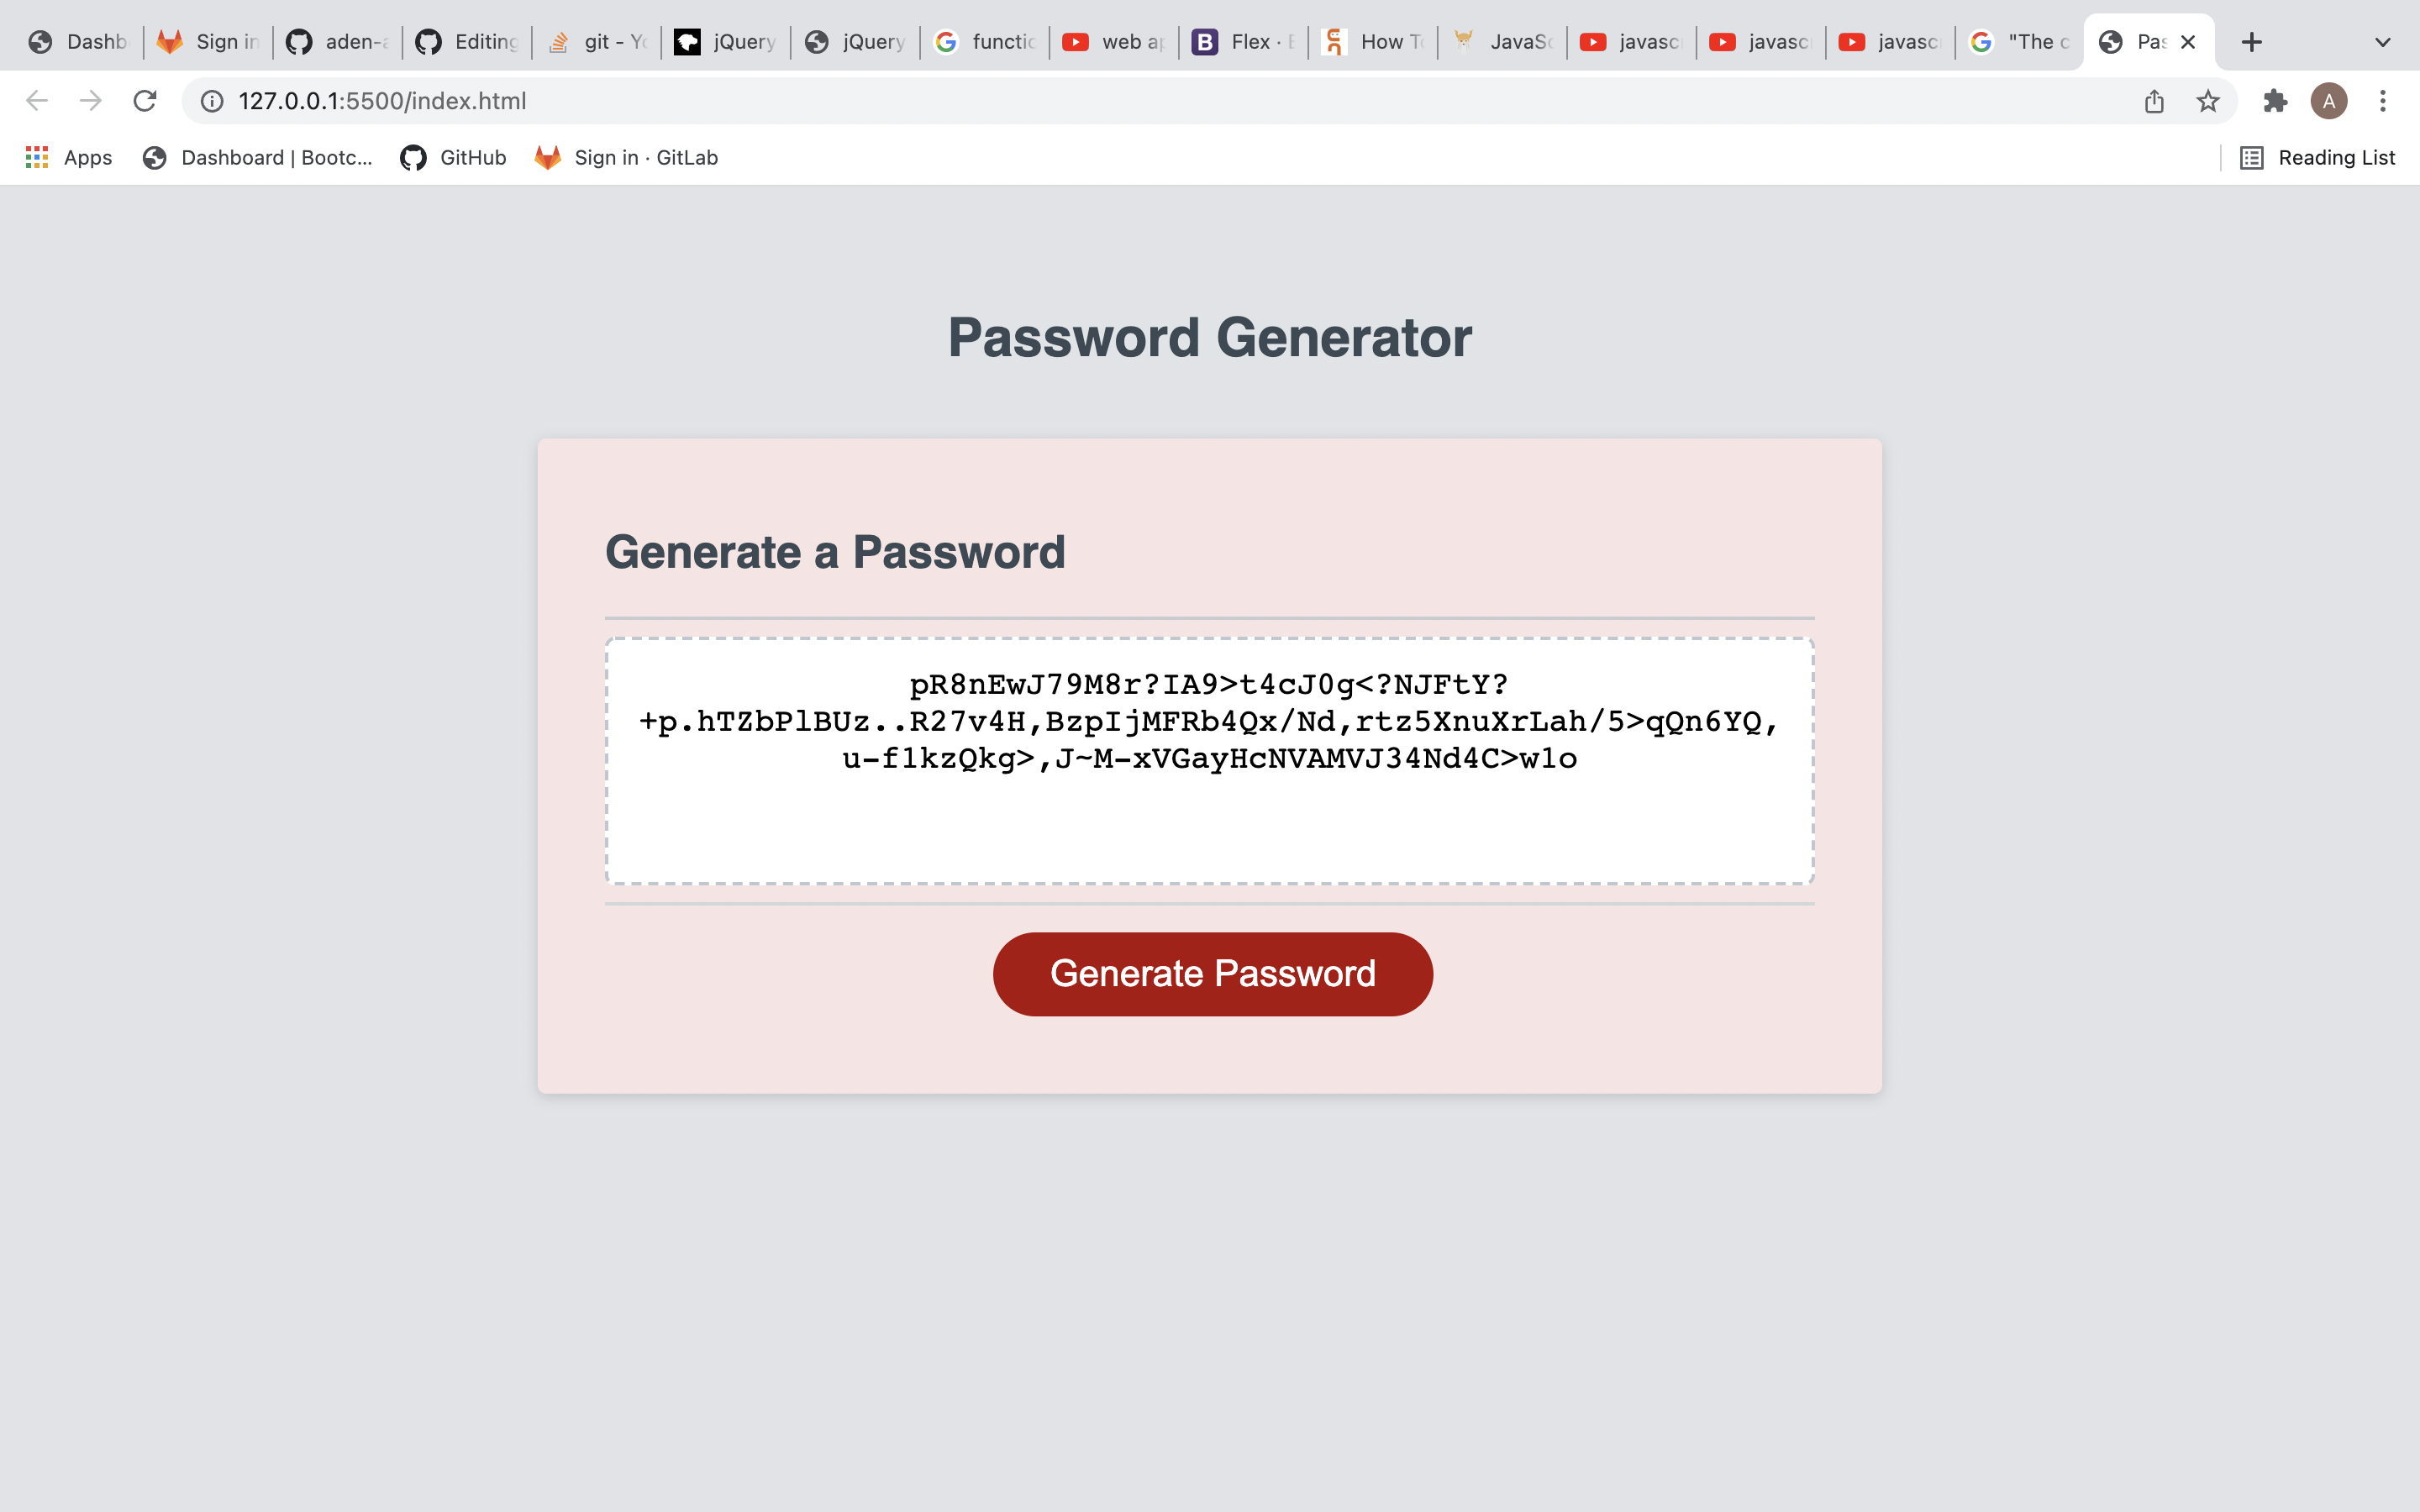 Dashb
Sign in
aden-a
Editing
git - Yo
jQuery
jQuery
functio
web ap
Flex · B
How To
JavaSc
javasc
javasc
javasc
"The c
Pas
127.0.0.1:5500/index.html
A
Apps
Dashboard | Bootc...
GitHub
Sign in · GitLab
Reading List
Password Generator
Generate a Password
pR8nEwJ79M8r?IA9>t4cJ0g<?NJFtY?
+p.hTZbPlBUz..R27v4H,BzpIjMFRb4Qx/Nd,rtz5XnuXrLah/5>qQn6YQ,
u-f1kzQkg>,J~M-xVGayHcNVAMVJ34Nd4C>w1o
Generate Password